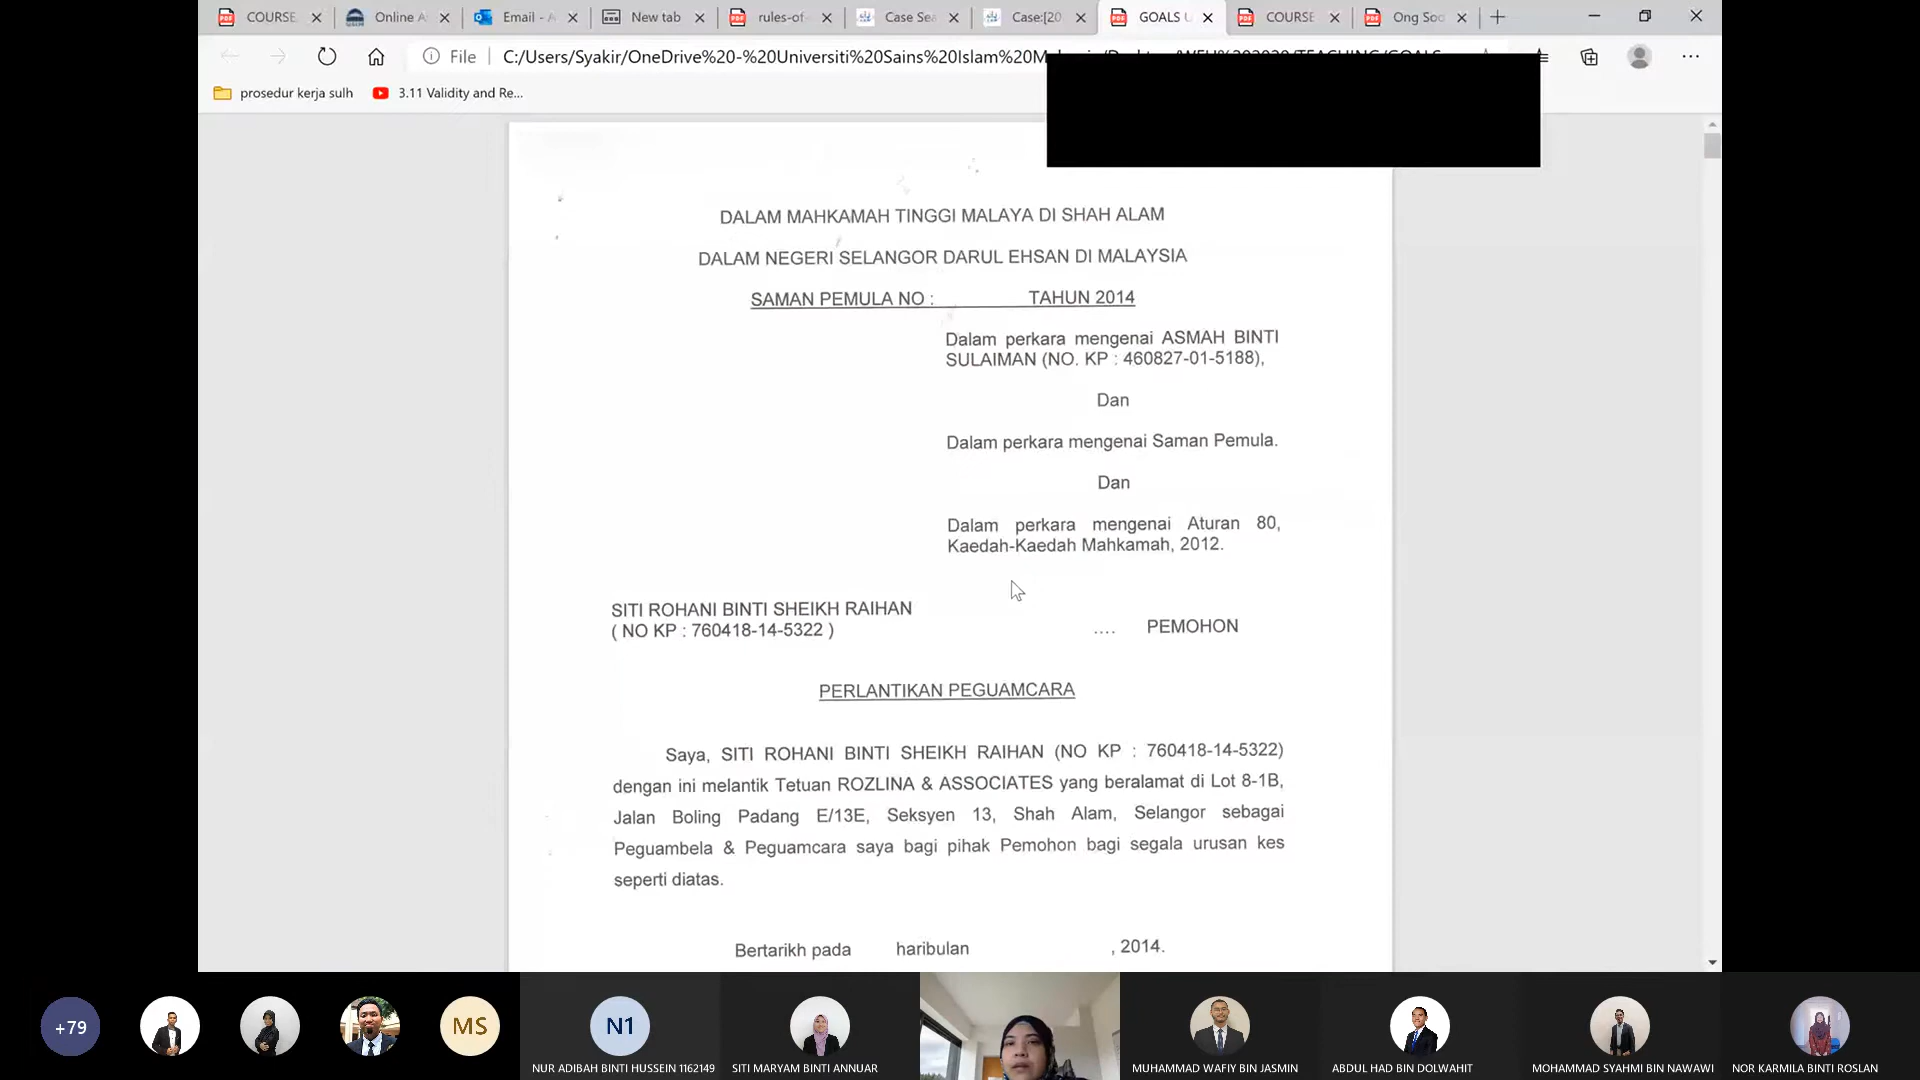 COURSE
Online A
Email - A
New tab
rules-of-
Case Sea
Case:[20
GOALS U
COURSE
Ong Soo
File
C:/Users/Syakir/OneDrive%20-%20Universiti%20Sains%20Islam%20M
prosedur kerja sulh
3.11 Validity and Re...
DALAM MAHKAMAH TINGGI MALAYA DI SHAH ALAM
DALAM NEGERI SELANGOR DARUL EHSAN DI MALAYSIA
SAMAN PEMULA NO : TAHUN 2014
Dalam perkara mengenai ASMAH BINTI
SULAIMAN (NO. KP : 460827-01-5188),
Dan
Dalam perkara mengenai Saman Pemula.
Dan
Dalam perkara mengenai Aturan 80,
Kaedah-Kaedah Mahkamah, 2012.
SITI ROHANI BINTI SHEIKH RAIHAN
( NO KP : 760418-14-5322 )
.... PEMOHON
PERLANTIKAN PEGUAMCARA
Saya, SITI ROHANI BINTI SHEIKH RAIHAN (NO KP : 760418-14-5322)
dengan ini melantik Tetuan ROZLINA & ASSOCIATES yang beralamat di Lot 8-1B,
Jalan Boling Padang E/13E, Seksyen 13, Shah Alam, Selangor sebagai
Peguambela & Peguamcara saya bagi pihak Pemohon bagi segala urusan kes
seperti diatas.
Bertarikh pada haribulan , 2014.
+79
MS
N1
NUR ADIBAH BINTI HUSSEIN 1162149
SITI MARYAM BINTI ANNUAR
MUHAMMAD WAFIY BIN JASMIN
ABDUL HAD BIN DOLWAHIT
MOHAMMAD SYAHMI BIN NAWAWI
NOR KARMILA BINTI ROSLAN